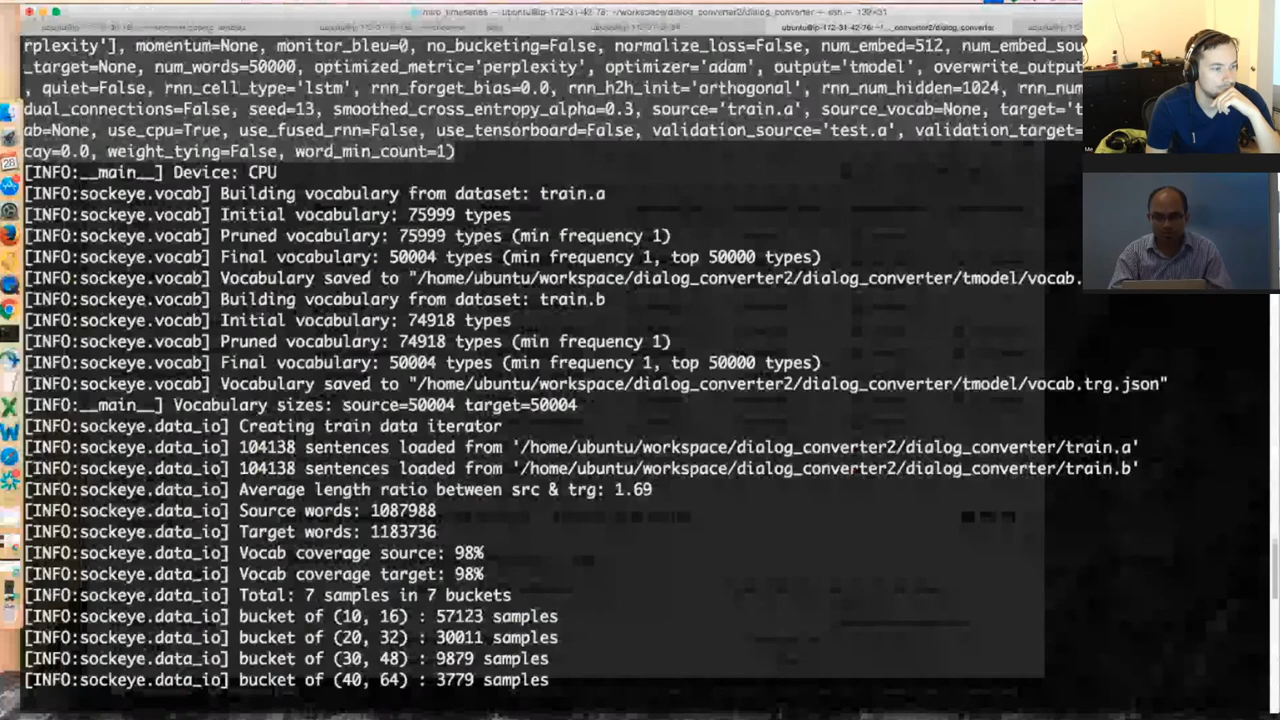 rplexity'], momentum=None, monitor_bleu=0, no_bucketing=False, normalize_loss=False, num_embed=512, num_embed_sou
_target=None, num_words=50000, optimized_metric='perplexity', optimizer='adam', output='tmodel', overwrite_output
, quiet=False, rnn_cell_type='lstm', rnn_forget_bias=0.0, rnn_h2h_init='orthogonal', rnn_num_hidden=1024, rnn_num
dual_connections=False, seed=13, smoothed_cross_entropy_alpha=0.3, source='train.a', source_vocab=None, target='t
ab=None, use_cpu=True, use_fused_rnn=False, use_tensorboard=False, validation_source='test.a', validation_target=
cay=0.0, weight_tying=False, word_min_count=1)
[INFO:__main__] Device: CPU
[INFO:sockeye.vocab] Building vocabulary from dataset: train.a
[INFO:sockeye.vocab] Initial vocabulary: 75999 types
[INFO:sockeye.vocab] Pruned vocabulary: 75999 types (min frequency 1)
[INFO:sockeye.vocab] Final vocabulary: 50004 types (min frequency 1, top 50000 types)
[INFO:sockeye.vocab] Vocabulary saved to "/home/ubuntu/workspace/dialog_converter2/dialog_converter/tmodel/vocab.
[INFO:sockeye.vocab] Building vocabulary from dataset: train.b
[INFO:sockeye.vocab] Initial vocabulary: 74918 types
[INFO:sockeye.vocab] Pruned vocabulary: 74918 types (min frequency 1)
[INFO:sockeye.vocab] Final vocabulary: 50004 types (min frequency 1, top 50000 types)
[INFO:sockeye.vocab] Vocabulary saved to "/home/ubuntu/workspace/dialog_converter2/dialog_converter/tmodel/vocab.trg.json"
[INFO:__main__] Vocabulary sizes: source=50004 target=50004
[INFO:sockeye.data_io] Creating train data iterator
[INFO:sockeye.data_io] 104138 sentences loaded from '/home/ubuntu/workspace/dialog_converter2/dialog_converter/train.a'
[INFO:sockeye.data_io] 104138 sentences loaded from '/home/ubuntu/workspace/dialog_converter2/dialog_converter/train.b'
[INFO:sockeye.data_io] Average length ratio between src & trg: 1.69
[INFO:sockeye.data_io] Source words: 1087988
[INFO:sockeye.data_io] Target words: 1183736
[INFO:sockeye.data_io] Vocab coverage source: 98%
[INFO:sockeye.data_io] Vocab coverage target: 98%
[INFO:sockeye.data_io] Total: 7 samples in 7 buckets
[INFO:sockeye.data_io] bucket of (10, 16) : 57123 samples
[INFO:sockeye.data_io] bucket of (20, 32) : 30011 samples
[INFO:sockeye.data_io] bucket of (30, 48) : 9879 samples
[INFO:sockeye.data_io] bucket of (40, 64) : 3779 samples